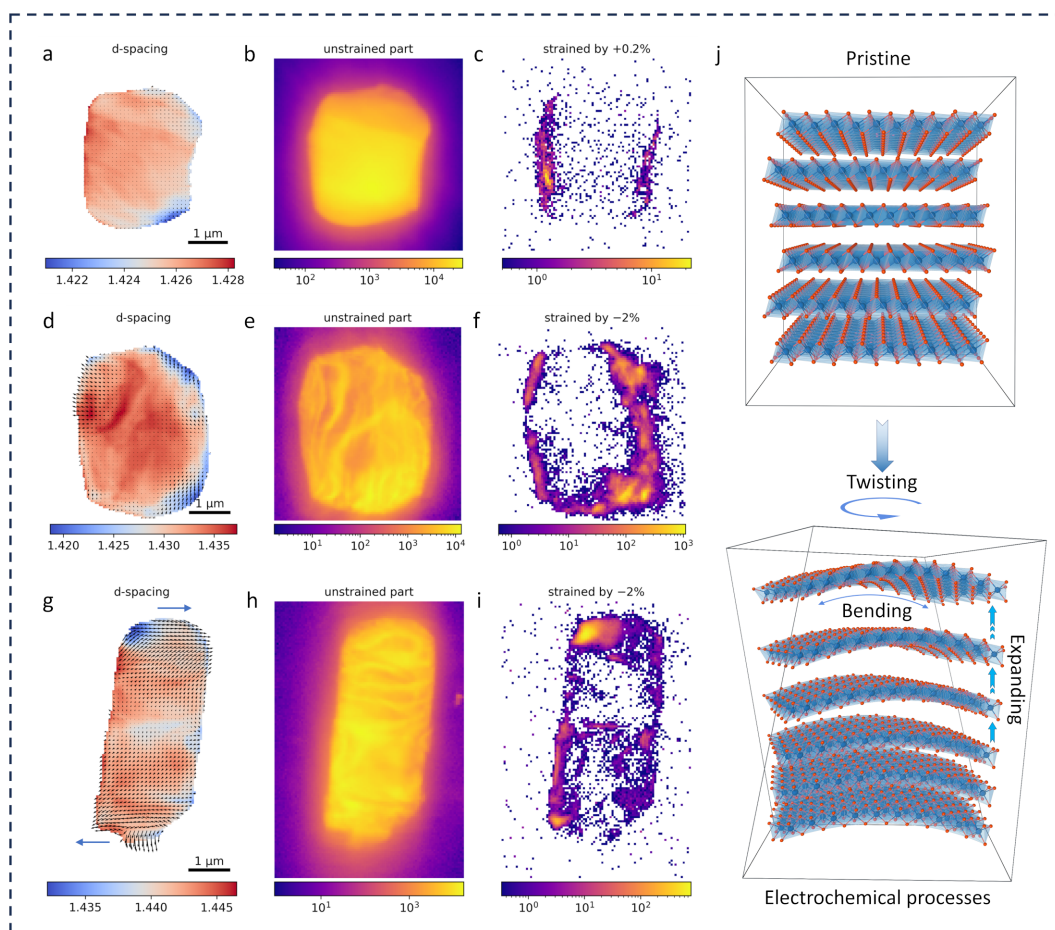 a
d-spacing
1 μm
1.422 1.424 1.426 1.428
b
unstrained part
10² 10³ 10⁴
c
strained by +0.2%
10⁰ 10¹
d
d-spacing
1 μm
1.420 1.425 1.430 1.435
e
unstrained part
10¹ 10² 10³ 10⁴
f
strained by −2%
10⁰ 10¹ 10² 10³
g
d-spacing
1 μm
1.435 1.440 1.445
h
unstrained part
10¹ 10³
i
strained by −2%
10⁰ 10¹ 10²
j
Pristine
Twisting
Bending
Expanding
Electrochemical processes